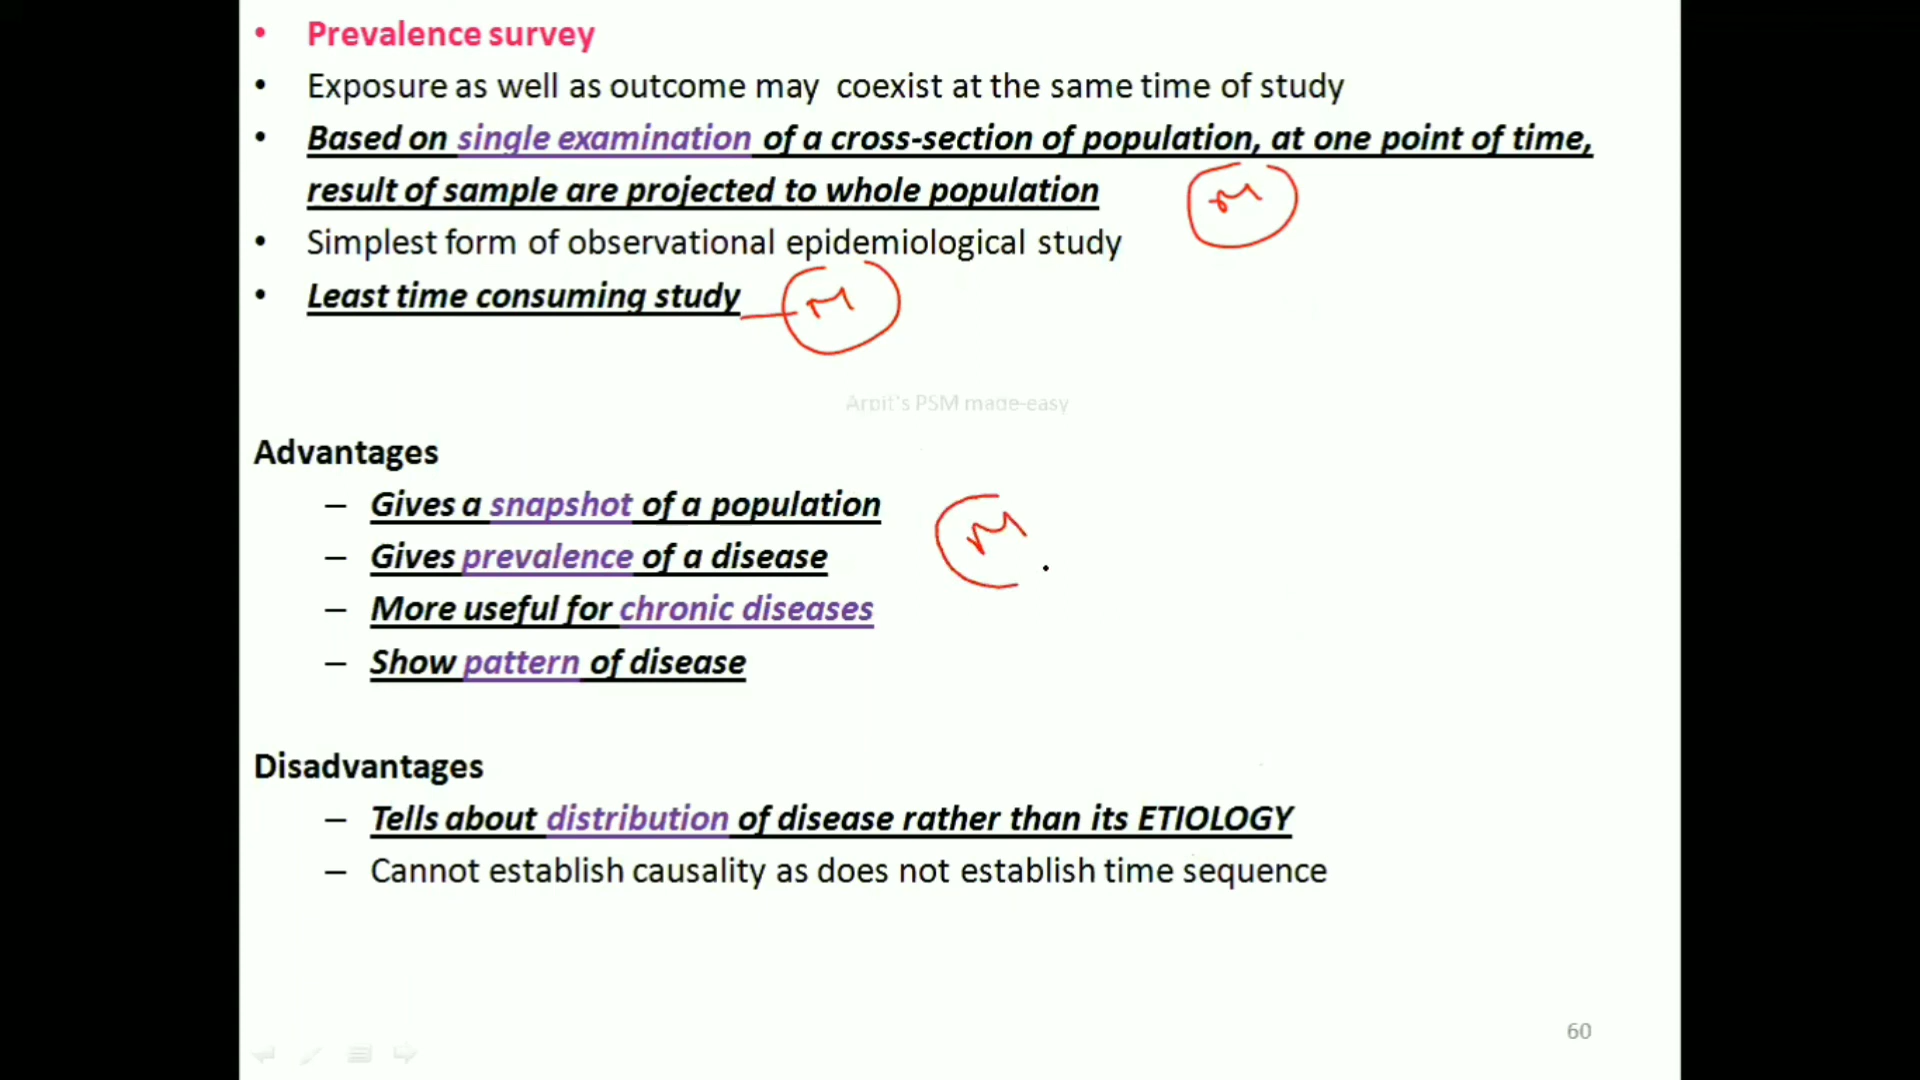 • Prevalence survey
• Exposure as well as outcome may coexist at the same time of study
• Based on single examination of a cross-section of population, at one point of time,
result of sample are projected to whole population
M
• Simplest form of observational epidemiological study
• Least time consuming study
M
Arpit's PSM made-easy
Advantages
– Gives a snapshot of a population
M
– Gives prevalence of a disease
– More useful for chronic diseases
– Show pattern of disease
Disadvantages
– Tells about distribution of disease rather than its ETIOLOGY
– Cannot establish causality as does not establish time sequence
60